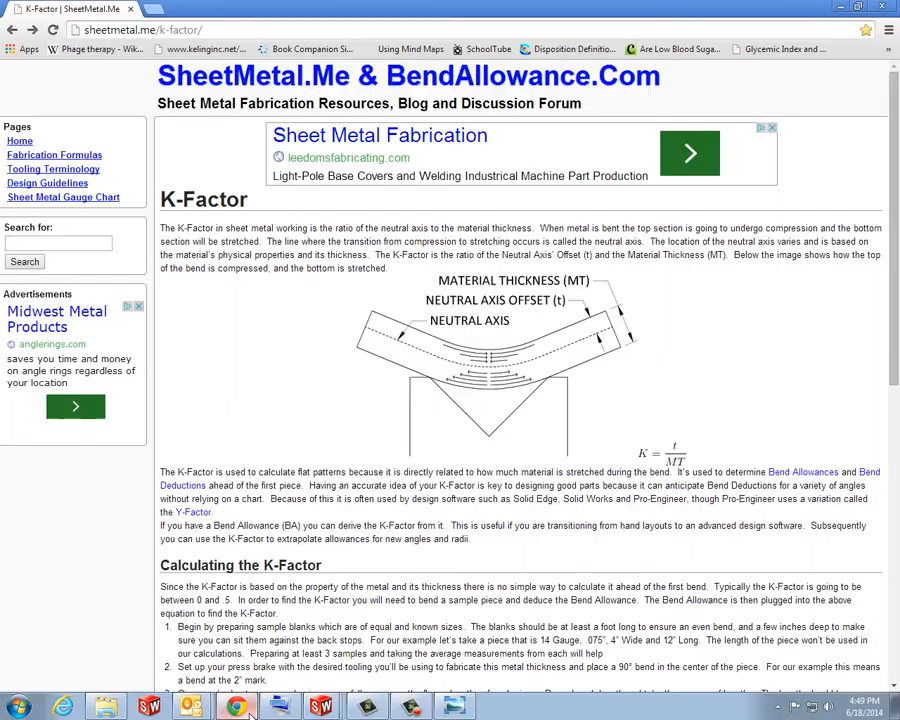 K-Factor | SheetMetal.Me
sheetmetal.me/k-factor/
Apps
Phage therapy - Wik...
www.kelinginc.net/...
Book Companion Si...
Using Mind Maps
SchoolTube
Disposition Definitio...
Are Low Blood Suga...
Glycemic Index and ...
»
SheetMetal.Me & BendAllowance.Com
Sheet Metal Fabrication Resources, Blog and Discussion Forum
Pages
Home
Fabrication Formulas
Tooling Terminology
Design Guidelines
Sheet Metal Gauge Chart
Search for:
Search
Advertisements
Midwest Metal
Products
anglerings.com
saves you time and money
on angle rings regardless of
your location
Sheet Metal Fabrication
leedomsfabricating.com
Light-Pole Base Covers and Welding Industrical Machine Part Production
K-Factor
The K-Factor in sheet metal working is the ratio of the neutral axis to the material thickness. When metal is bent the top section is going to undergo compression and the bottom
section will be stretched. The line where the transition from compression to stretching occurs is called the neutral axis. The location of the neutral axis varies and is based on
the material's physical properties and its thickness. The K-Factor is the ratio of the Neutral Axis' Offset (t) and the Material Thickness (MT). Below the image shows how the top
of the bend is compressed, and the bottom is stretched.
MATERIAL THICKNESS (MT)
NEUTRAL AXIS OFFSET (t)
NEUTRAL AXIS
K = t
MT
The K-Factor is used to calculate flat patterns because it is directly related to how much material is stretched during the bend. It's used to determine Bend Allowances and Bend
Deductions ahead of the first piece. Having an accurate idea of your K-Factor is key to designing good parts because it can anticipate Bend Deductions for a variety of angles
without relying on a chart. Because of this it is often used by design software such as Solid Edge, Solid Works and Pro-Engineer, though Pro-Engineer uses a variation called
the Y-Factor.
If you have a Bend Allowance (BA) you can derive the K-Factor from it. This is useful if you are transitioning from hand layouts to an advanced design software. Subsequently
you can use the K-Factor to extrapolate allowances for new angles and radii.
Calculating the K-Factor
Since the K-Factor is based on the property of the metal and its thickness there is no simple way to calculate it ahead of the first bend. Typically the K-Factor is going to be
between 0 and .5. In order to find the K-Factor you will need to bend a sample piece and deduce the Bend Allowance. The Bend Allowance is then plugged into the above
equation to find the K-Factor.
1. Begin by preparing sample blanks which are of equal and known sizes. The blanks should be at least a foot long to ensure an even bend, and a few inches deep to make
sure you can sit them against the back stops. For our example let's take a piece that is 14 Gauge, .075", 4" Wide and 12" Long. The length of the piece won't be used in
our calculations. Preparing at least 3 samples and taking the average measurements from each will help
2. Set up your press brake with the desired tooling you'll be using to fabricate this metal thickness and place a 90° bend in the center of the piece. For our example this means
a bend at the 2" mark.
4:49 PM
6/18/2014